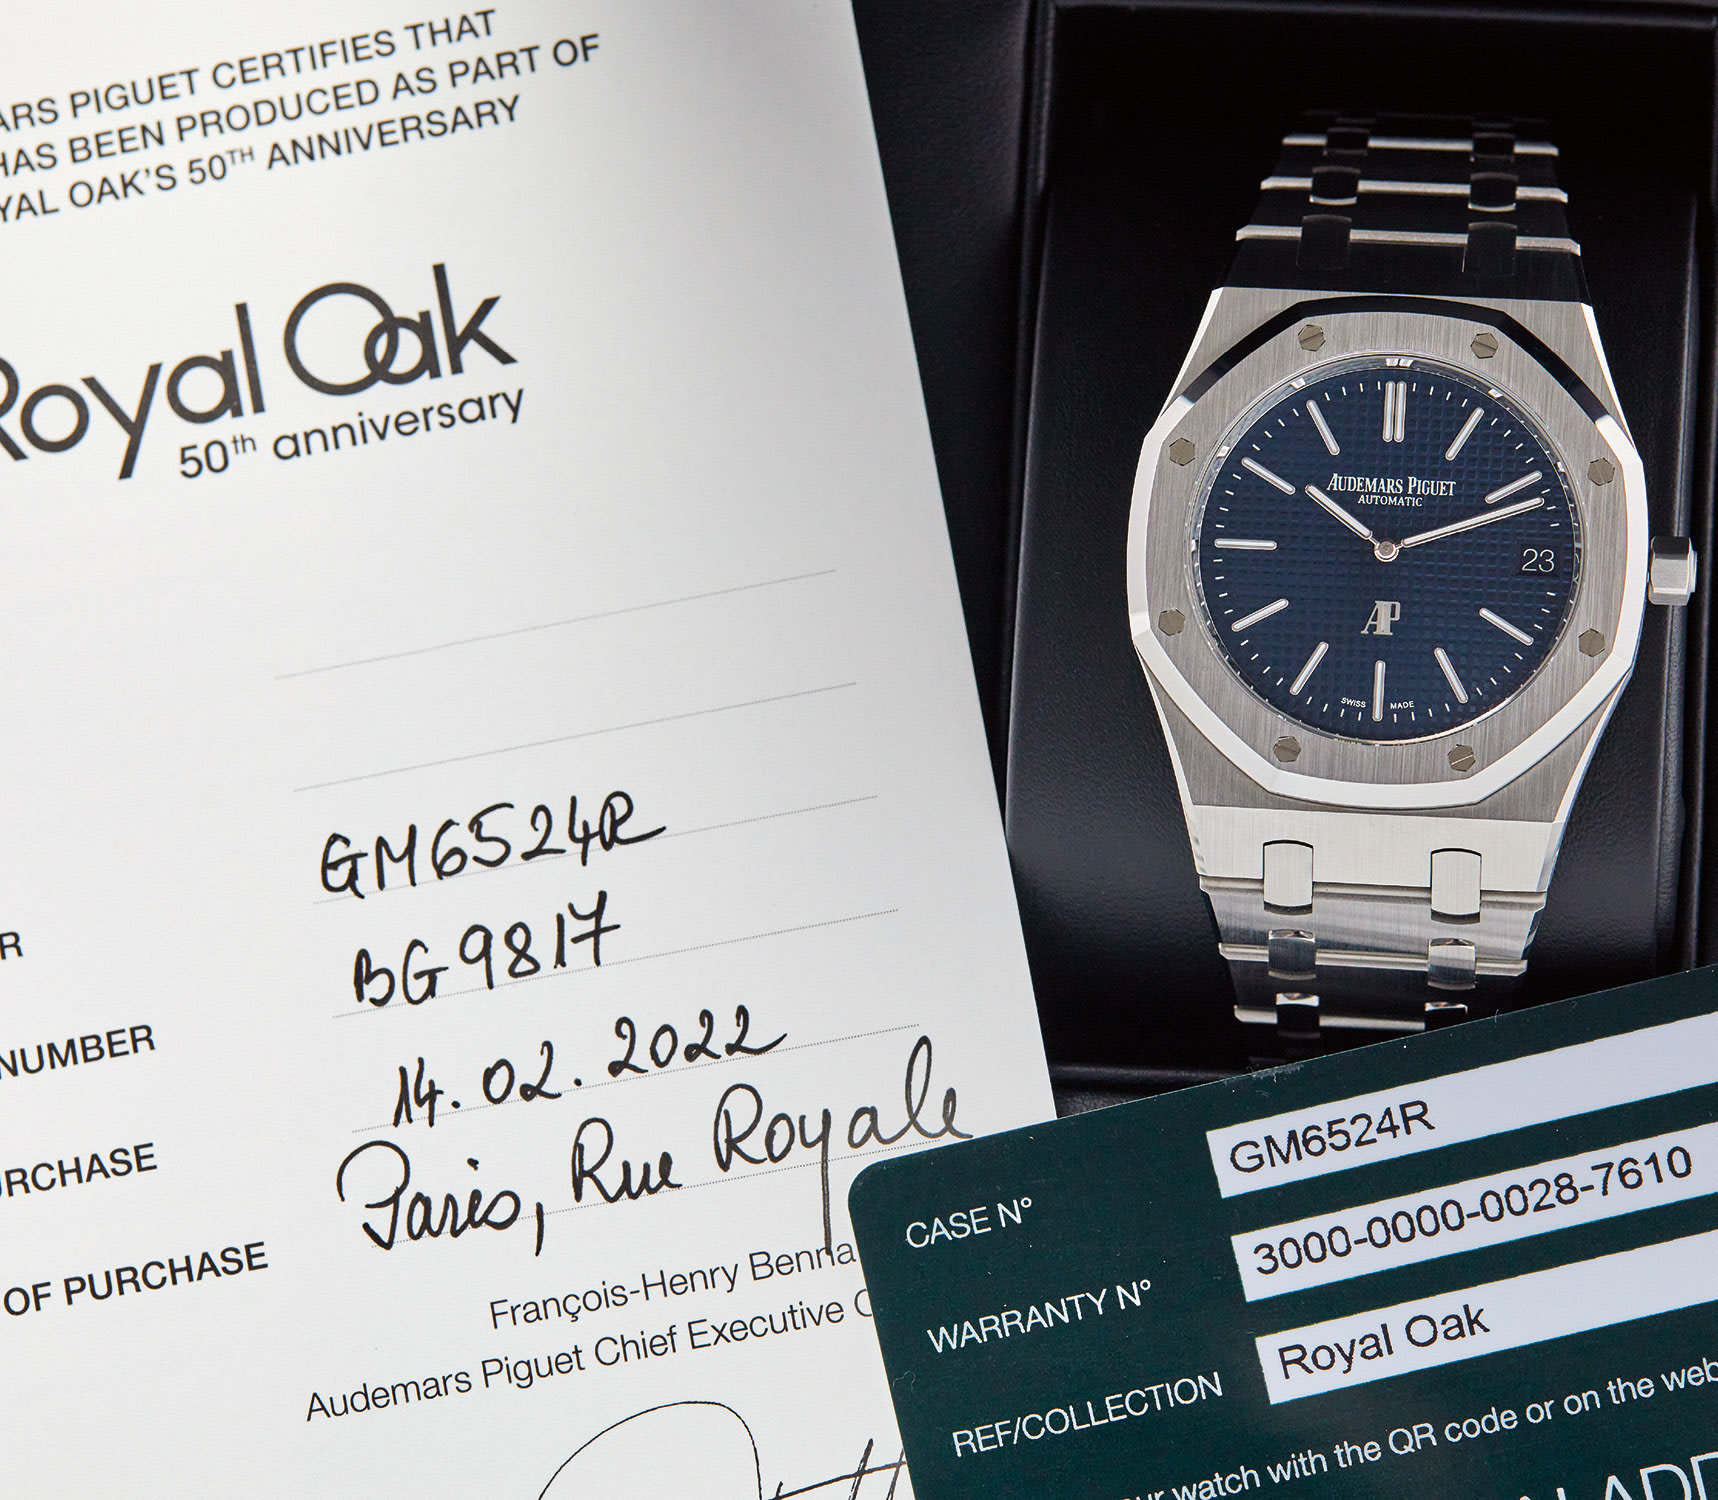 ARS PIGUET CERTIFIES THAT
HAS BEEN PRODUCED AS PART OF
YAL OAK'S 50TH ANNIVERSARY
Royal Oak
50th anniversary
GM6524R
R
BG9817
NUMBER
14.02.2022
RCHASE
Paris, Rue Royale
OF PURCHASE
François-Henry Benna
Audemars Piguet Chief Executive
AUDEMARS PIGUET
AUTOMATIC
23
AP
SWISS MADE
CASE N° GM6524R
WARRANTY N° 3000-0000-0028-7610
REF/COLLECTION Royal Oak
ur watch with the QR code or on the web
ADD